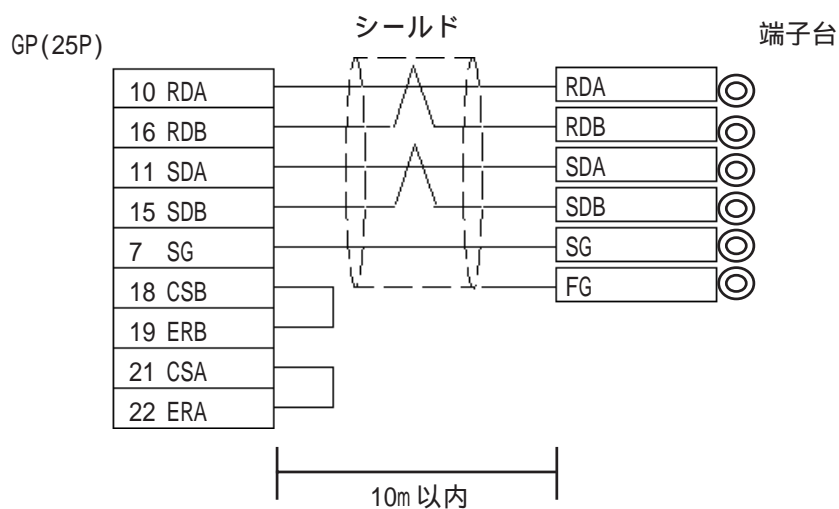 シールド
GP(25P)
端子台
10 RDA
RDA
16 RDB
RDB
11 SDA
SDA
15 SDB
SDB
7 SG
SG
18 CSB
FG
19 ERB
21 CSA
22 ERA
10m 以内